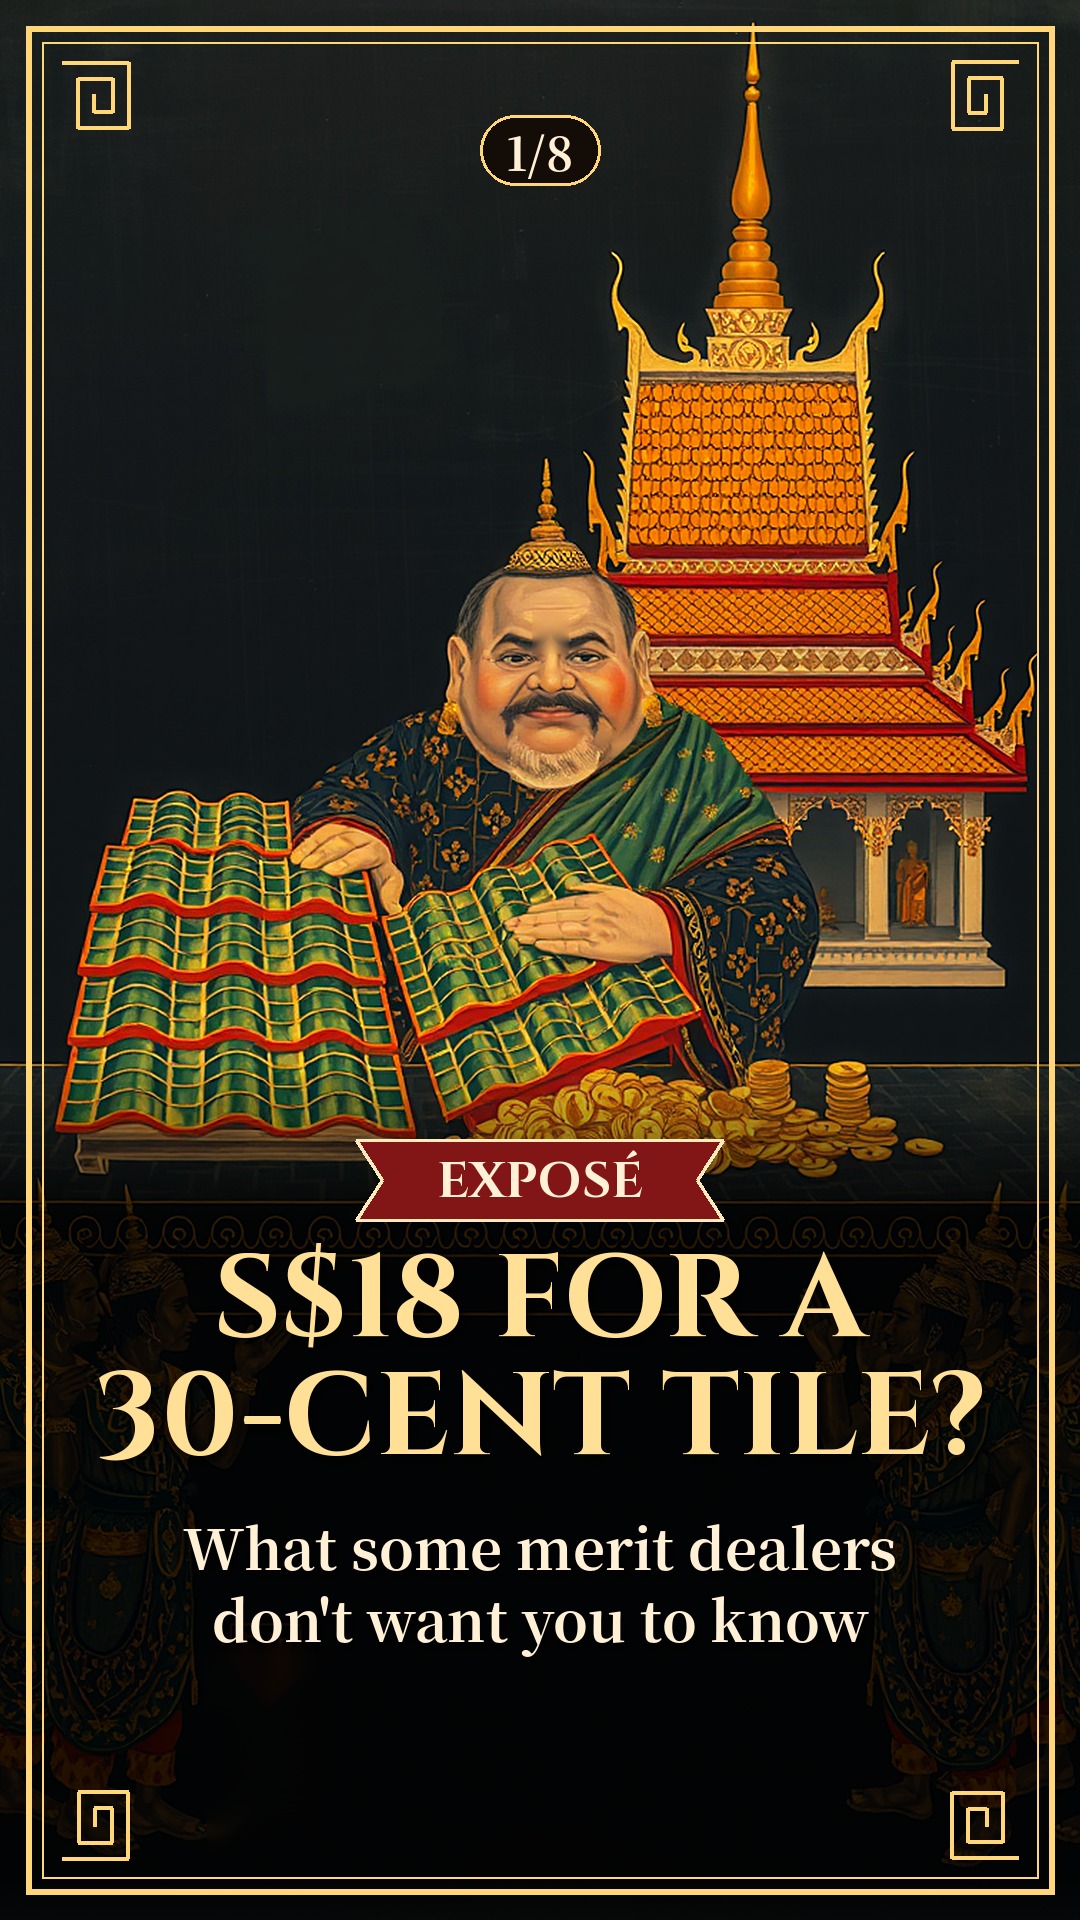 1/8
EXPOSÉ
S$18 FOR A
30-CENT TILE?
What some merit dealers
don't want you to know